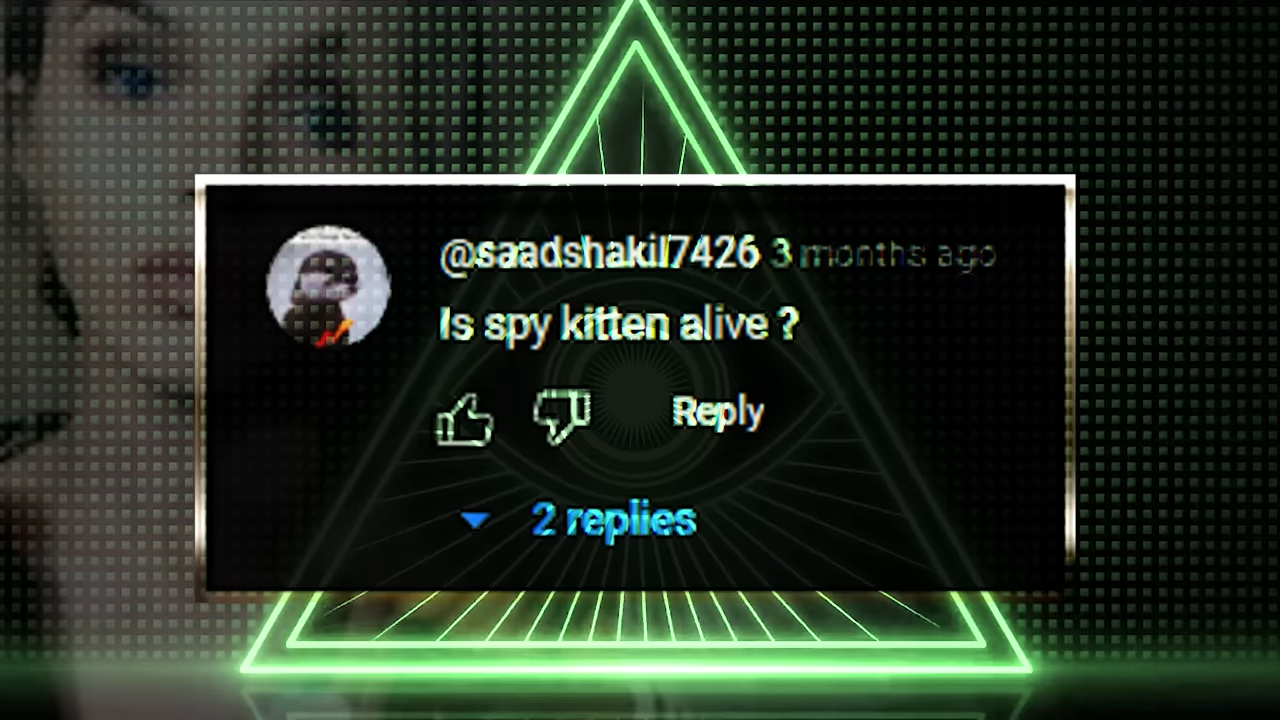 @saadshakil7426 3 months ago
Is spy kitten alive ?
Reply
2 replies